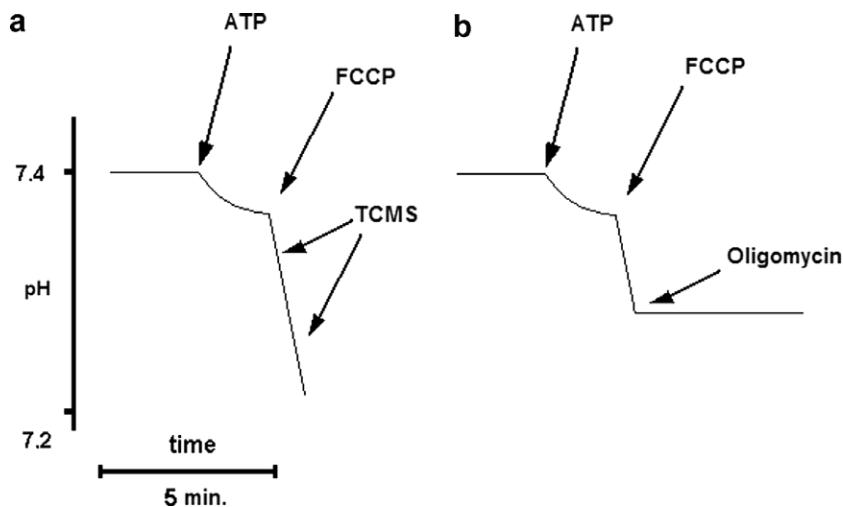 a
ATP
FCCP
7.4
TCMS
pH
7.2
time
5 min.
b
ATP
FCCP
Oligomycin